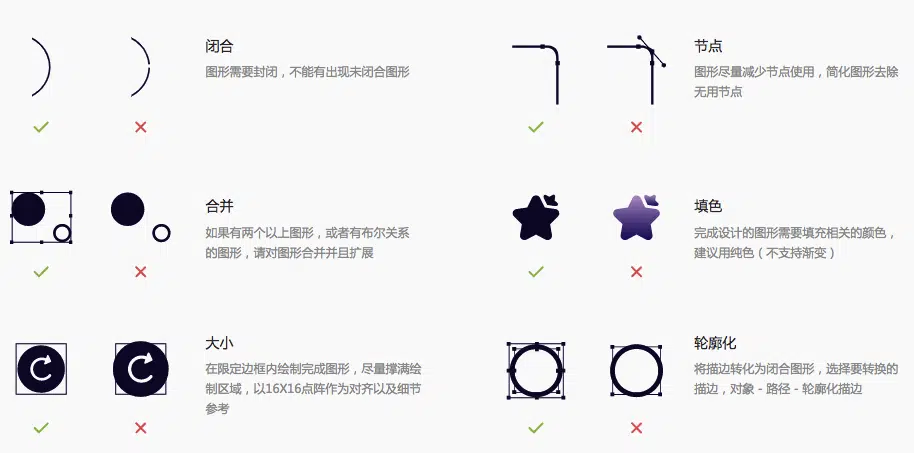 闭合
图形需要封闭，不能有出现未闭合图形
节点
图形尽量减少节点使用，简化图形去除
无用节点
合并
如果有两个以上图形，或者有布尔关系
的图形，请对图形合并并且扩展
填色
完成设计的图形需要填充相关的颜色，
建议用纯色（不支持渐变）
大小
在限定边框内绘制完成图形，尽量撑满绘
制区域，以16X16点阵作为对齐以及细节
参考
轮廓化
将描边转化为闭合图形，选择要转换的
描边，对象 - 路径 - 轮廓化描边